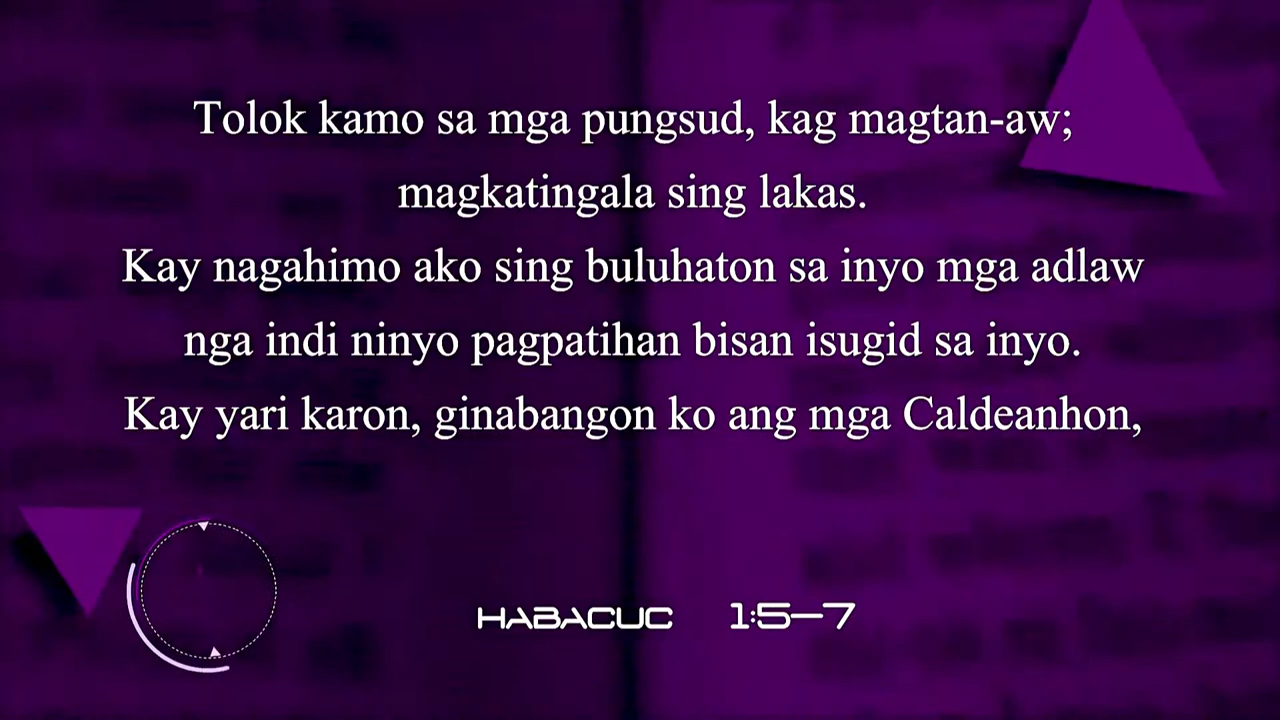 Tolok kamo sa mga pungsud, kag magtan-aw;
magkatingala sing lakas.
Kay nagahimo ako sing buluhaton sa inyo mga adlaw
nga indi ninyo pagpatihan bisan isugid sa inyo.
Kay yari karon, ginabangon ko ang mga Caldeanhon,
HABACUC 1:5–7